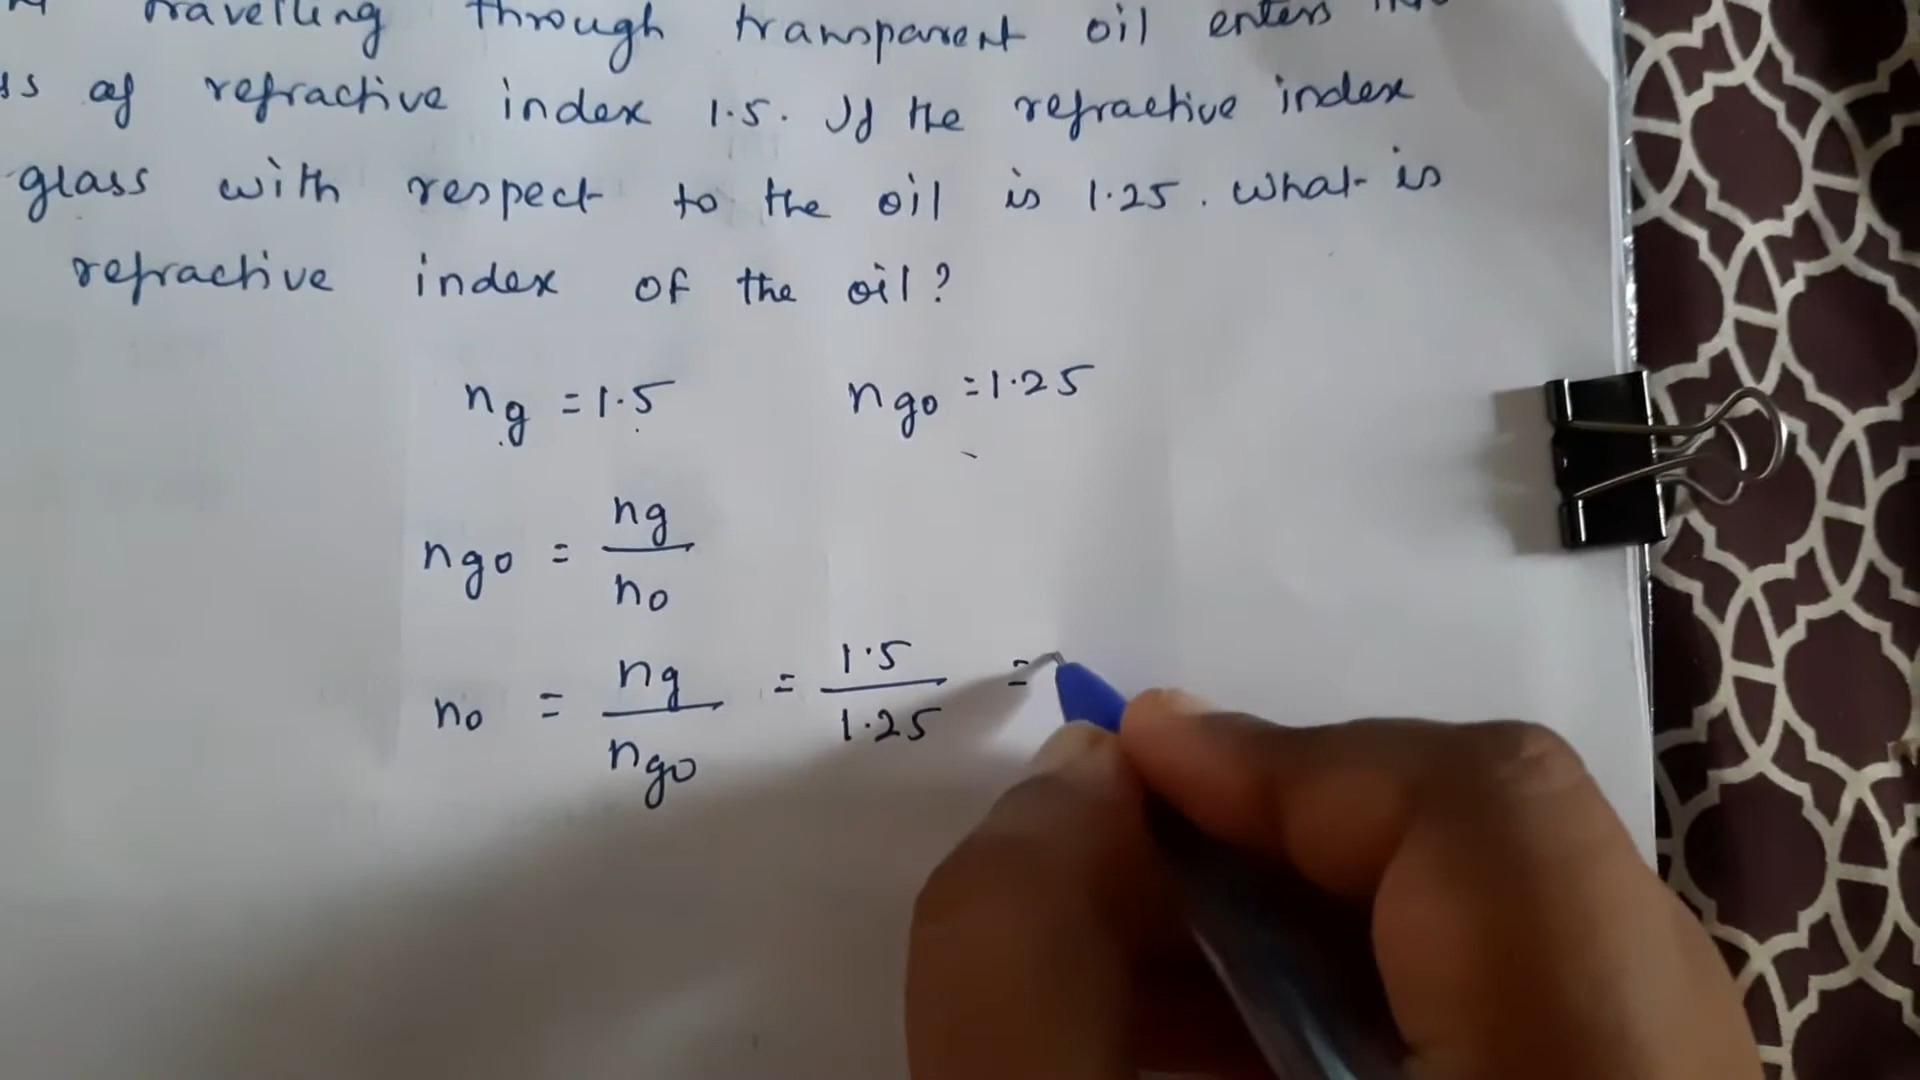 travelling through transparent oil enters
of refractive index 1.5. If the refractive index
glass with respect to the oil is 1.25. What is
refractive index of the oil?
ng = 1.5 ngo = 1.25
ngo = ng/no
no = ng/ngo = 1.5/1.25 =